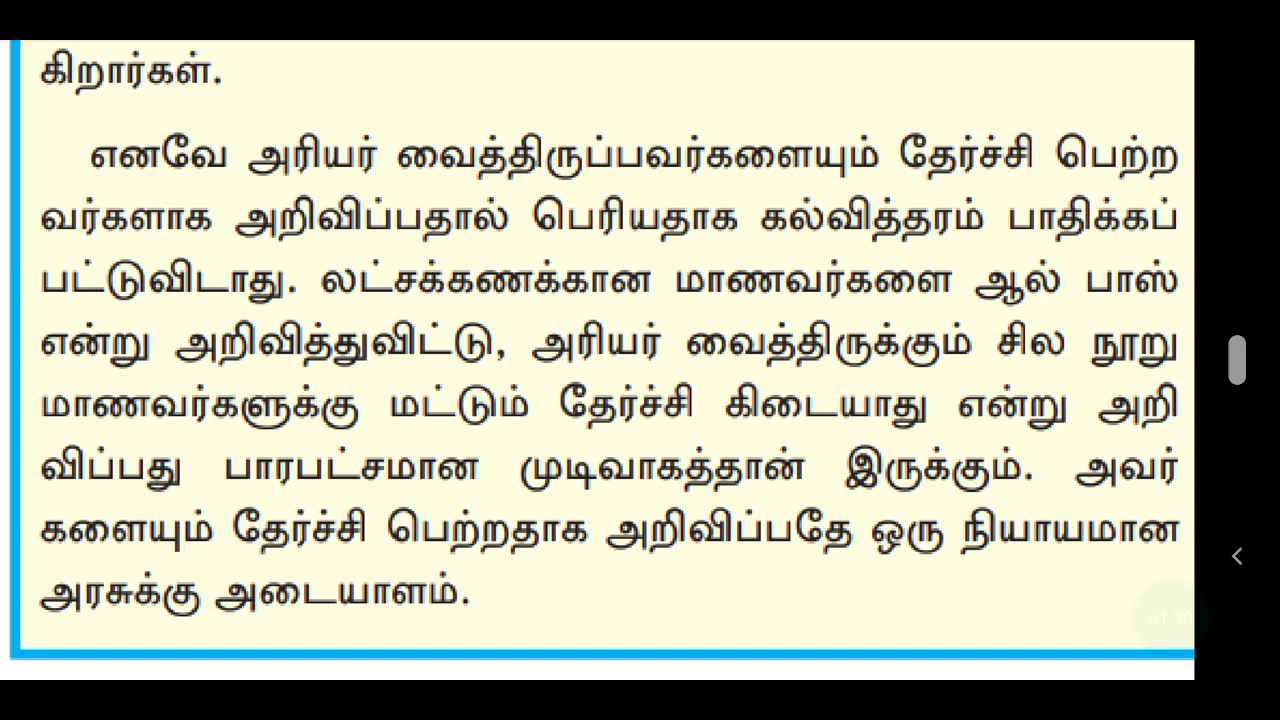 கிறார்கள்.
எனவே அரியர் வைத்திருப்பவர்களையும் தேர்ச்சி பெற்ற
வர்களாக அறிவிப்பதால் பெரியதாக கல்வித்தரம் பாதிக்கப்
பட்டுவிடாது. லட்சக்கணக்கான மாணவர்களை ஆல் பாஸ்
என்று அறிவித்துவிட்டு, அரியர் வைத்திருக்கும் சில நூறு
மாணவர்களுக்கு மட்டும் தேர்ச்சி கிடையாது என்று அறி
விப்பது பாரபட்சமான முடிவாகத்தான் இருக்கும். அவர்
களையும் தேர்ச்சி பெற்றதாக அறிவிப்பதே ஒரு நியாயமான
அரசுக்கு அடையாளம்.
01:30